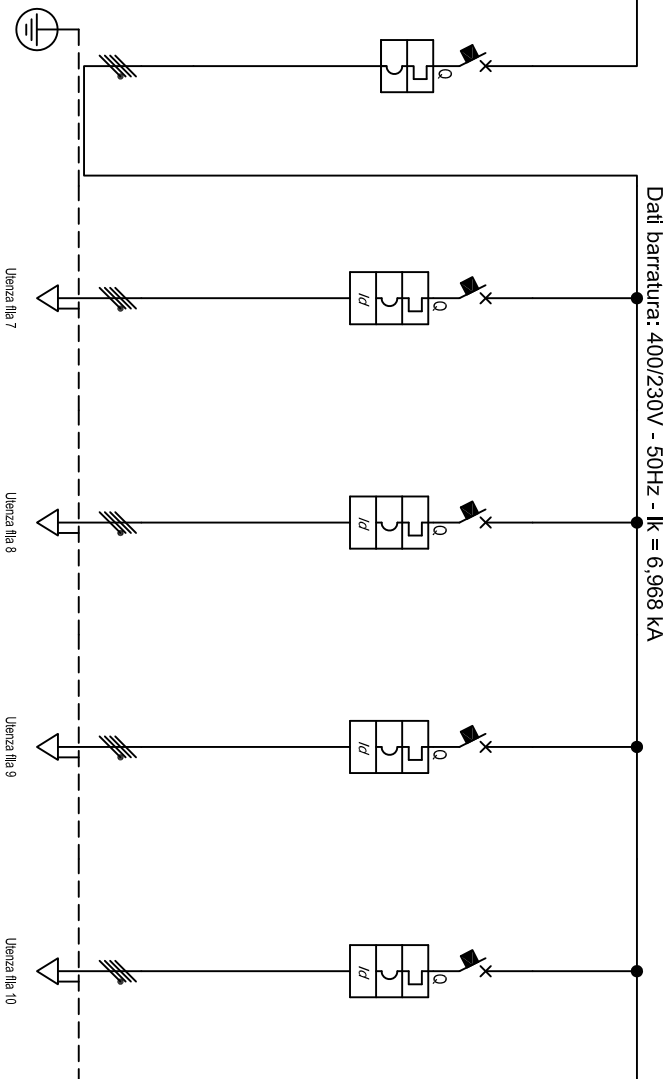 Dati barratura: 400/230V - 50Hz - Ik = 6,968 kA
Q
Q
Id
Q
Id
Q
Id
Q
Id
Utenza fila 7
Utenza fila 8
Utenza fila 9
Utenza fila 10